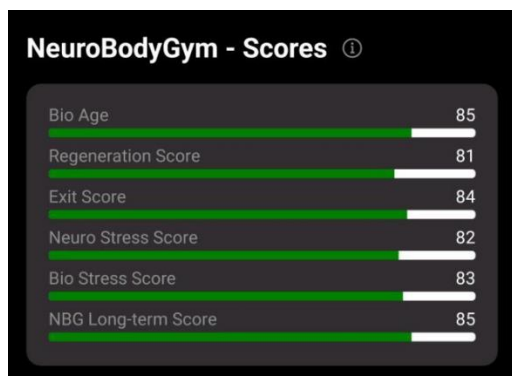 NeuroBodyGym - Scores
Bio Age 85
Regeneration Score 81
Exit Score 84
Neuro Stress Score 82
Bio Stress Score 83
NBG Long-term Score 85